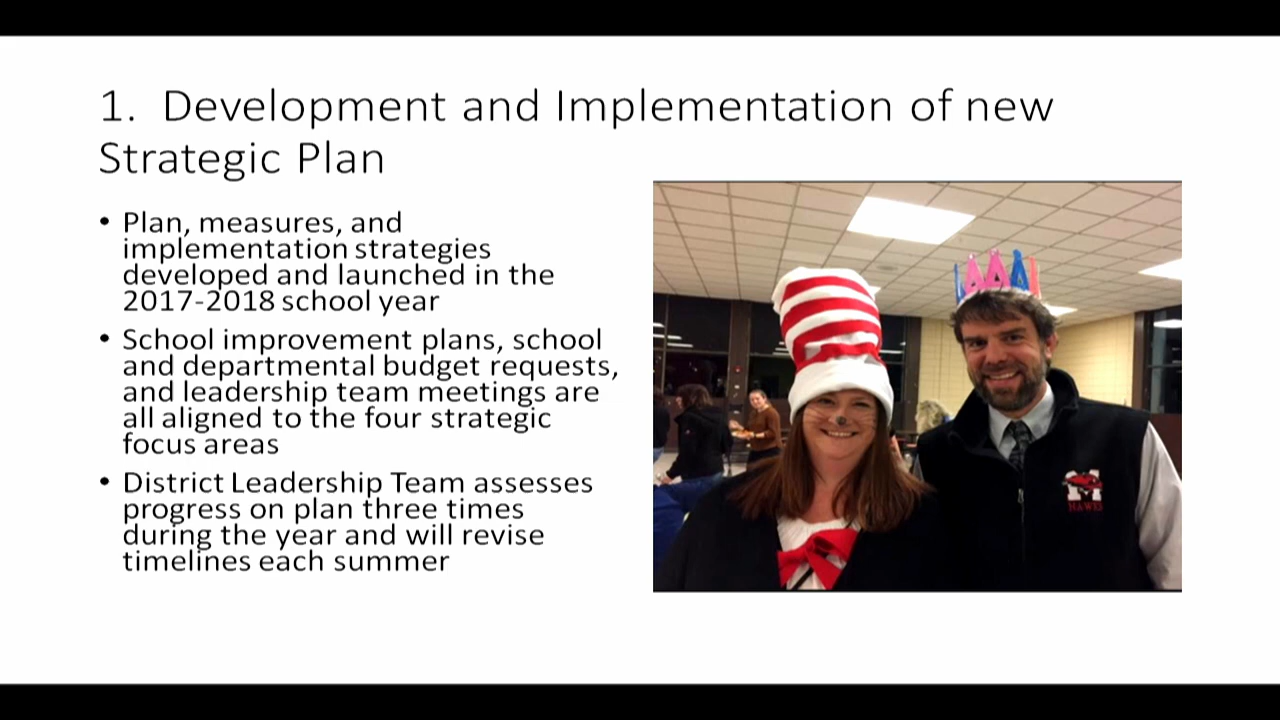 1. Development and Implementation of new
Strategic Plan
• Plan, measures, and
implementation strategies
developed and launched in the
2017-2018 school year
• School improvement plans, school
and departmental budget requests,
and leadership team meetings are
all aligned to the four strategic
focus areas
• District Leadership Team assesses
progress on plan three times
during the year and will revise
timelines each summer
M
HAWKS